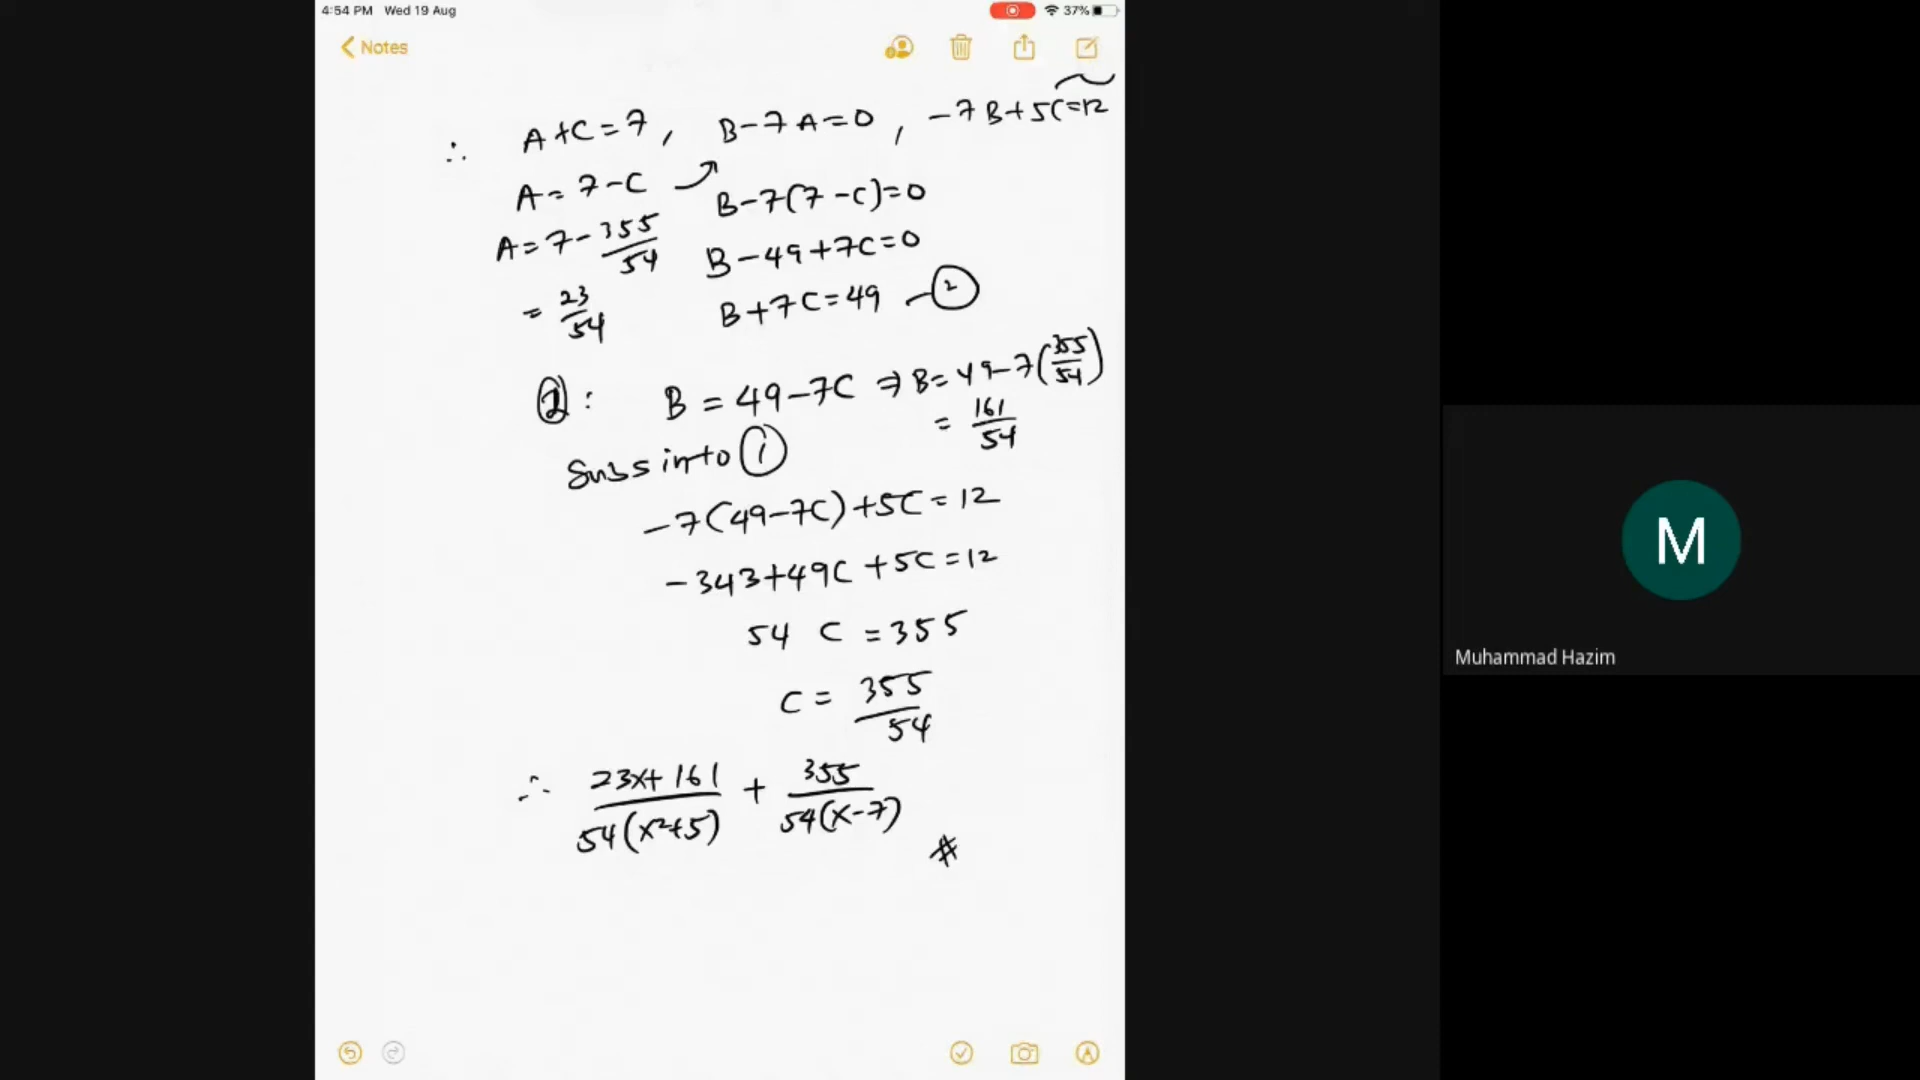 4:54 PM Wed 19 Aug
37%
Notes
∴ A+C=7, B-7A=0, -7B+5C=12
A=7-C
B-7(7-C)=0
A=7-355/54
B-49+7C=0
=23/54
B+7C=49 -②
②: B=49-7C ⇒ B=49-7(355/54)
=161/54
Subs into ①
-7(49-7C)+5C=12
-343+49C+5C=12
54 C=355
C=355/54
∴ 23x+161/54(x²+5) + 355/54(x-7) #
M
Muhammad Hazim